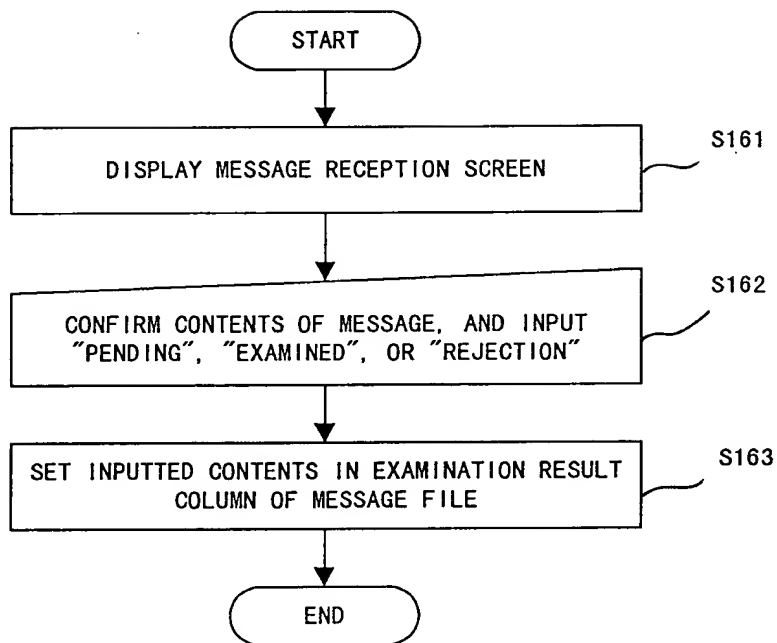 START
DISPLAY MESSAGE RECEPTION SCREEN
S161
CONFIRM CONTENTS OF MESSAGE, AND INPUT
"PENDING", "EXAMINED", OR "REJECTION"
S162
SET INPUTTED CONTENTS IN EXAMINATION RESULT
COLUMN OF MESSAGE FILE
S163
END